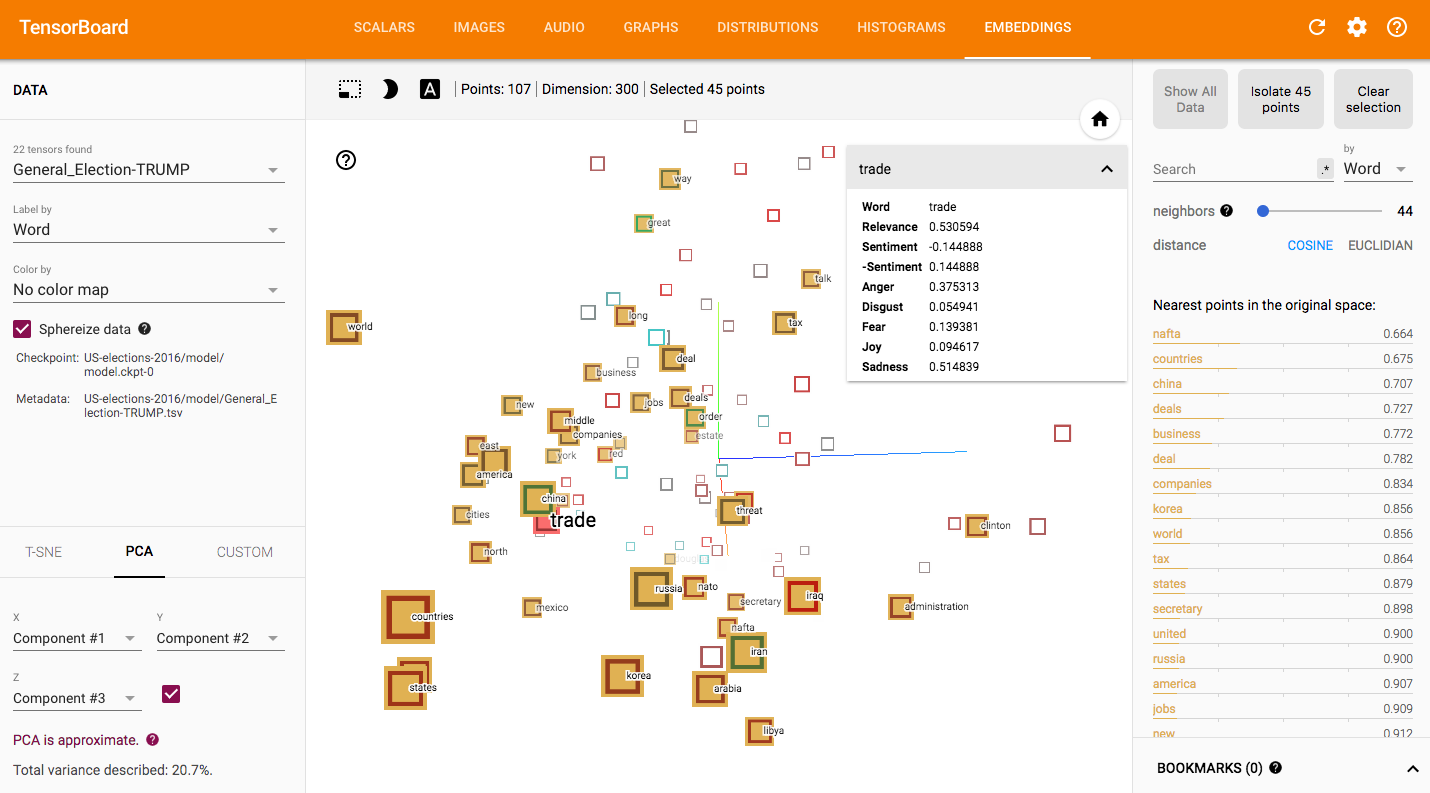 TensorBoard
SCALARS IMAGES AUDIO GRAPHS DISTRIBUTIONS HISTOGRAMS EMBEDDINGS
DATA
22 tensors found
General_Election-TRUMP
Label by
Word
Color by
No color map
Sphereize data
Checkpoint: US-elections-2016/model/
model.ckpt-0
Metadata: US-elections-2016/model/General_E
lection-TRUMP.tsv
T-SNE PCA CUSTOM
X Y
Component #1 Component #2
Z
Component #3
PCA is approximate.
Total variance described: 20.7%.
A Points: 107 Dimension: 300 Selected 45 points
way
great
talk
long
tax
world
deal
business
deals
jobs
new
order
middle
companies
estate
east
york
fed
america
china
trade
cities
threat
clinton
north
russia
nato
iraq
secretary
mexico
administration
countries
nafta
iran
korea
states
arabia
libya
trade
Word trade
Relevance 0.530594
Sentiment -0.144888
-Sentiment 0.144888
Anger 0.375313
Disgust 0.054941
Fear 0.139381
Joy 0.094617
Sadness 0.514839
Show All
Data
Isolate 45
points
Clear
selection
by
Search .* Word
neighbors 44
distance COSINE EUCLIDIAN
Nearest points in the original space:
nafta 0.664
countries 0.675
china 0.707
deals 0.727
business 0.772
deal 0.782
companies 0.834
korea 0.856
world 0.856
tax 0.864
states 0.879
secretary 0.898
united 0.900
russia 0.900
america 0.907
jobs 0.909
new 0.912
BOOKMARKS (0)